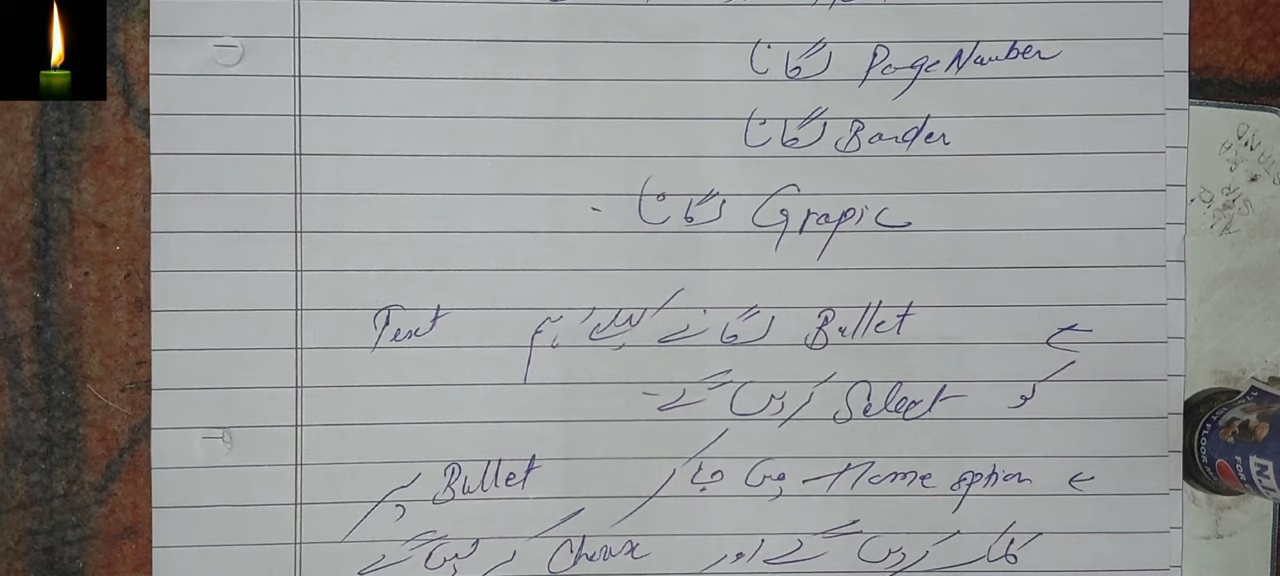 Page Number لگانا
Border لگانا
Grapic لگانا -
← Bullet لگانے کیلئے ہم Text
کو Select کریں گے -
← Home option میں جا کر Bullet پر
کلک کریں گے اور Choose کر لیں گے